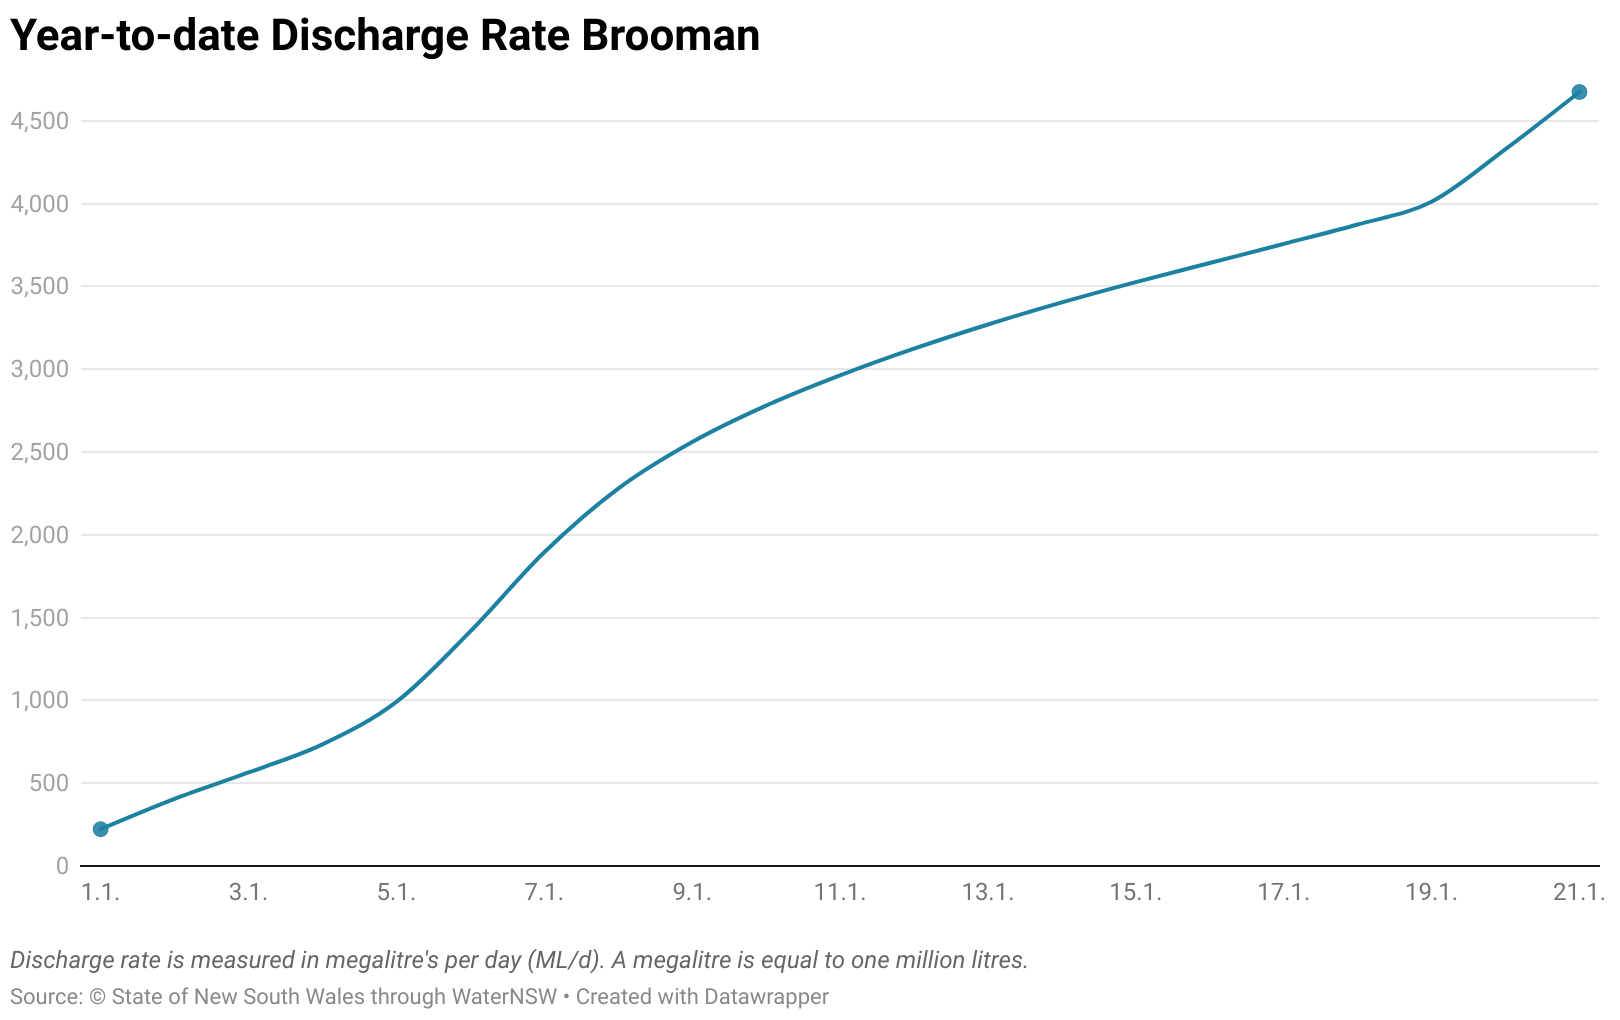 Year-to-date Discharge Rate Brooman
4,500
4,000
3,500
3,000
2,500
2,000
1,500
1,000
500
0
1.1. 3.1. 5.1. 7.1. 9.1. 11.1. 13.1. 15.1. 17.1. 19.1. 21.1.
Discharge rate is measured in megalitre's per day (ML/d). A megalitre is equal to one million litres.
Source: © State of New South Wales through WaterNSW • Created with Datawrapper